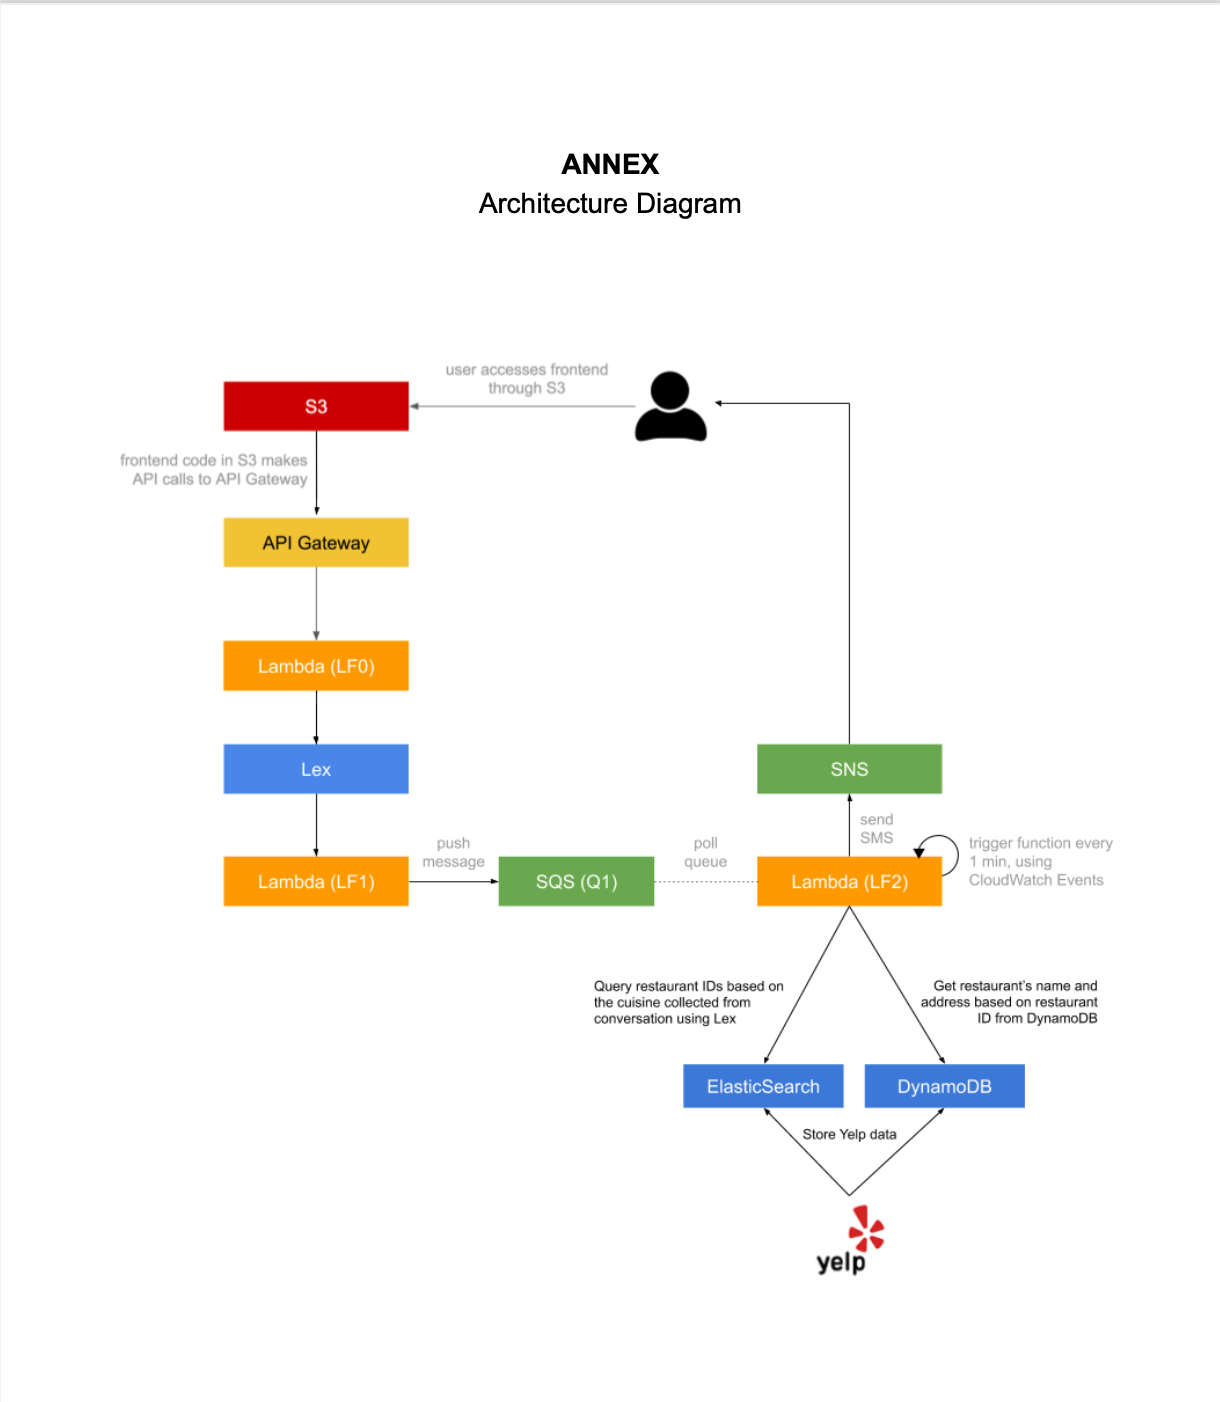 ANNEX
Architecture Diagram
user accesses frontend
through S3
S3
frontend code in S3 makes
API calls to API Gateway
API Gateway
Lambda (LF0)
Lex
SNS
send
SMS
push
message
poll
queue
trigger function every
1 min, using
CloudWatch Events
Lambda (LF1)
SQS (Q1)
Lambda (LF2)
Query restaurant IDs based on
the cuisine collected from
conversation using Lex
Get restaurant's name and
address based on restaurant
ID from DynamoDB
ElasticSearch
DynamoDB
Store Yelp data
yelp